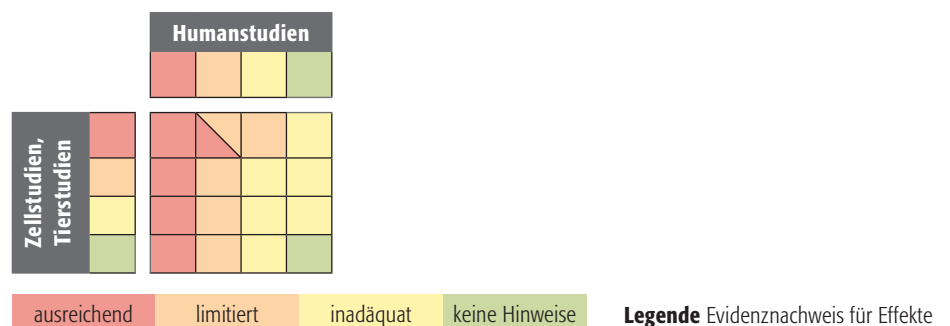 Humanstudien
Zellstudien,
Tierstudien
ausreichend limitiert inadäquat keine Hinweise Legende Evidenznachweis für Effekte